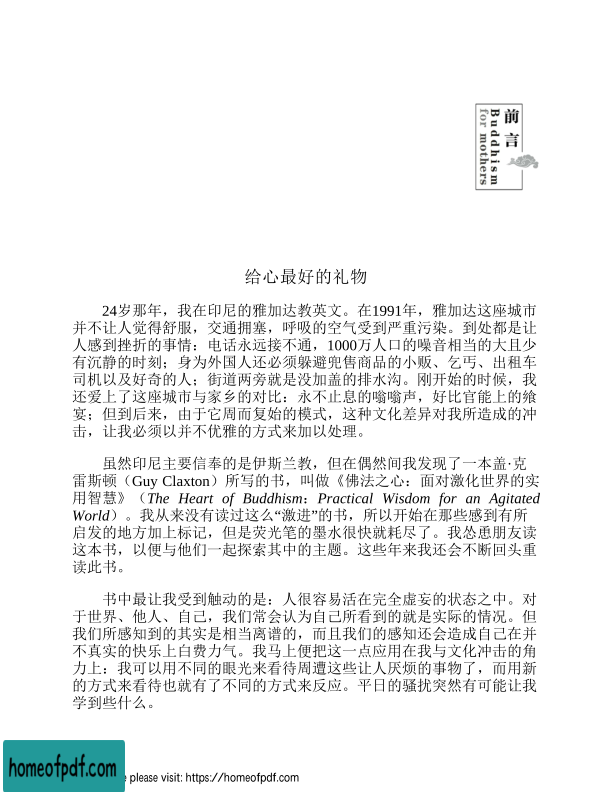 前言
Buddhism
for mothers
给心最好的礼物
24岁那年，我在印尼的雅加达教英文。在1991年，雅加达这座城市
并不让人觉得舒服，交通拥塞，呼吸的空气受到严重污染。到处都是让
人感到挫折的事情：电话永远接不通，1000万人口的噪音相当的大且少
有沉静的时刻；身为外国人还必须躲避兜售商品的小贩、乞丐、出租车
司机以及好奇的人；街道两旁就是没加盖的排水沟。刚开始的时候，我
还爱上了这座城市与家乡的对比：永不止息的嗡嗡声，好比官能上的飨
宴；但到后来，由于它周而复始的模式，这种文化差异对我所造成的冲
击，让我必须以并不优雅的方式来加以处理。
虽然印尼主要信奉的是伊斯兰教，但在偶然间我发现了一本盖·克
雷斯顿（Guy Claxton）所写的书，叫做《佛法之心：面对激化世界的实
用智慧》（The Heart of Buddhism：Practical Wisdom for an Agitated
World）。我从来没有读过这么“激进”的书，所以开始在那些感到有所
启发的地方加上标记，但是荧光笔的墨水很快就耗尽了。我怂恿朋友读
这本书，以便与他们一起探索其中的主题。这些年来我还会不断回头重
读此书。
书中最让我受到触动的是：人很容易活在完全虚妄的状态之中。对
于世界、他人、自己，我们常会认为自己所看到的就是实际的情况。但
我们所感知到的其实是相当离谱的，而且我们的感知还会造成自己在并
不真实的快乐上白费力气。我马上便把这一点应用在我与文化冲击的角
力上：我可以用不同的眼光来看待周遭这些让人厌烦的事物了，而用新
的方式来看待也就有了不同的方式来反应。平日的骚扰突然有可能让我
学到些什么。
homeofpdf.com
e please visit: https://homeofpdf.com